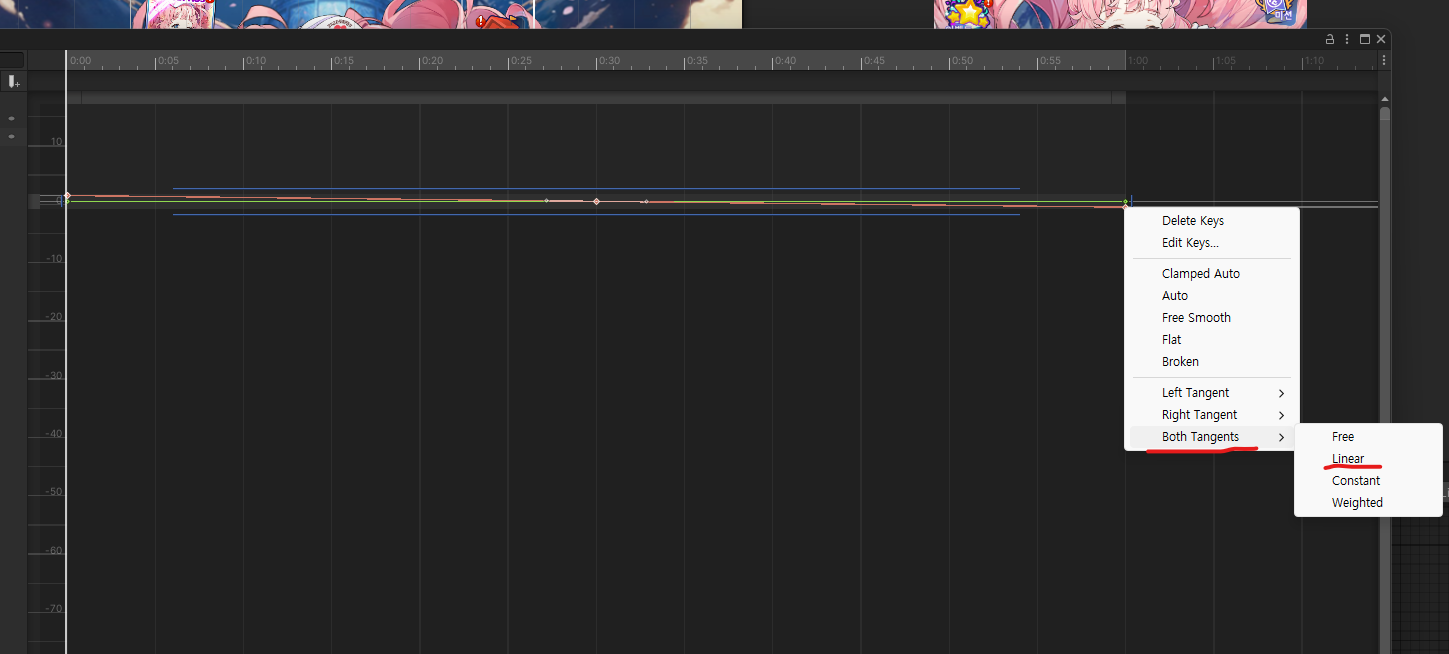 미션
0:00 0:05 0:10 0:15 0:20 0:25 0:30 0:35 0:40 0:45 0:50 0:55 1:00 1:05 1:10
10
0
-10
-20
-30
-40
-50
-60
-70
Delete Keys
Edit Keys...
Clamped Auto
Auto
Free Smooth
Flat
Broken
Left Tangent
Right Tangent
Both Tangents
Free
Linear
Constant
Weighted